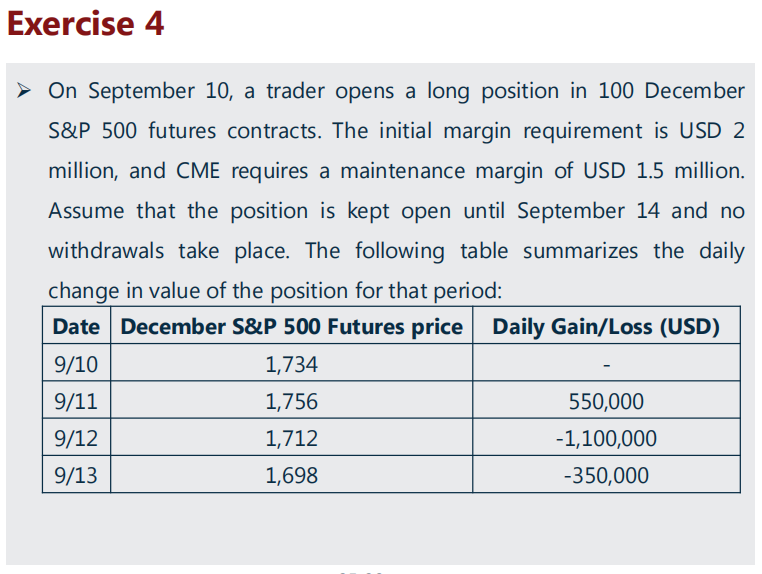 Exercise 4
➢ On September 10, a trader opens a long position in 100 December
S&P 500 futures contracts. The initial margin requirement is USD 2
million, and CME requires a maintenance margin of USD 1.5 million.
Assume that the position is kept open until September 14 and no
withdrawals take place. The following table summarizes the daily
change in value of the position for that period:
Date December S&P 500 Futures price Daily Gain/Loss (USD)
9/10 1,734 -
9/11 1,756 550,000
9/12 1,712 -1,100,000
9/13 1,698 -350,000